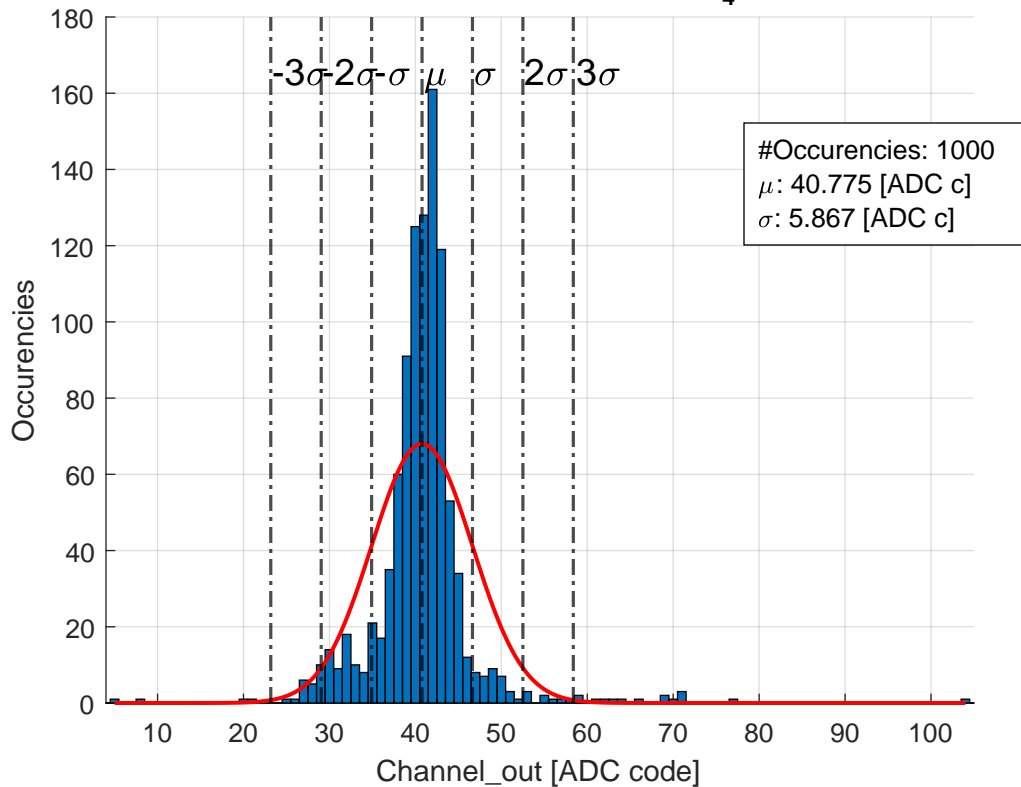 4
180
160
140
120
100
80
60
40
20
0
-3σ -2σ -σ μ σ 2σ 3σ
#Occurencies: 1000
μ: 40.775 [ADC c]
σ: 5.867 [ADC c]
Occurencies
10 20 30 40 50 60 70 80 90 100
Channel_out [ADC code]